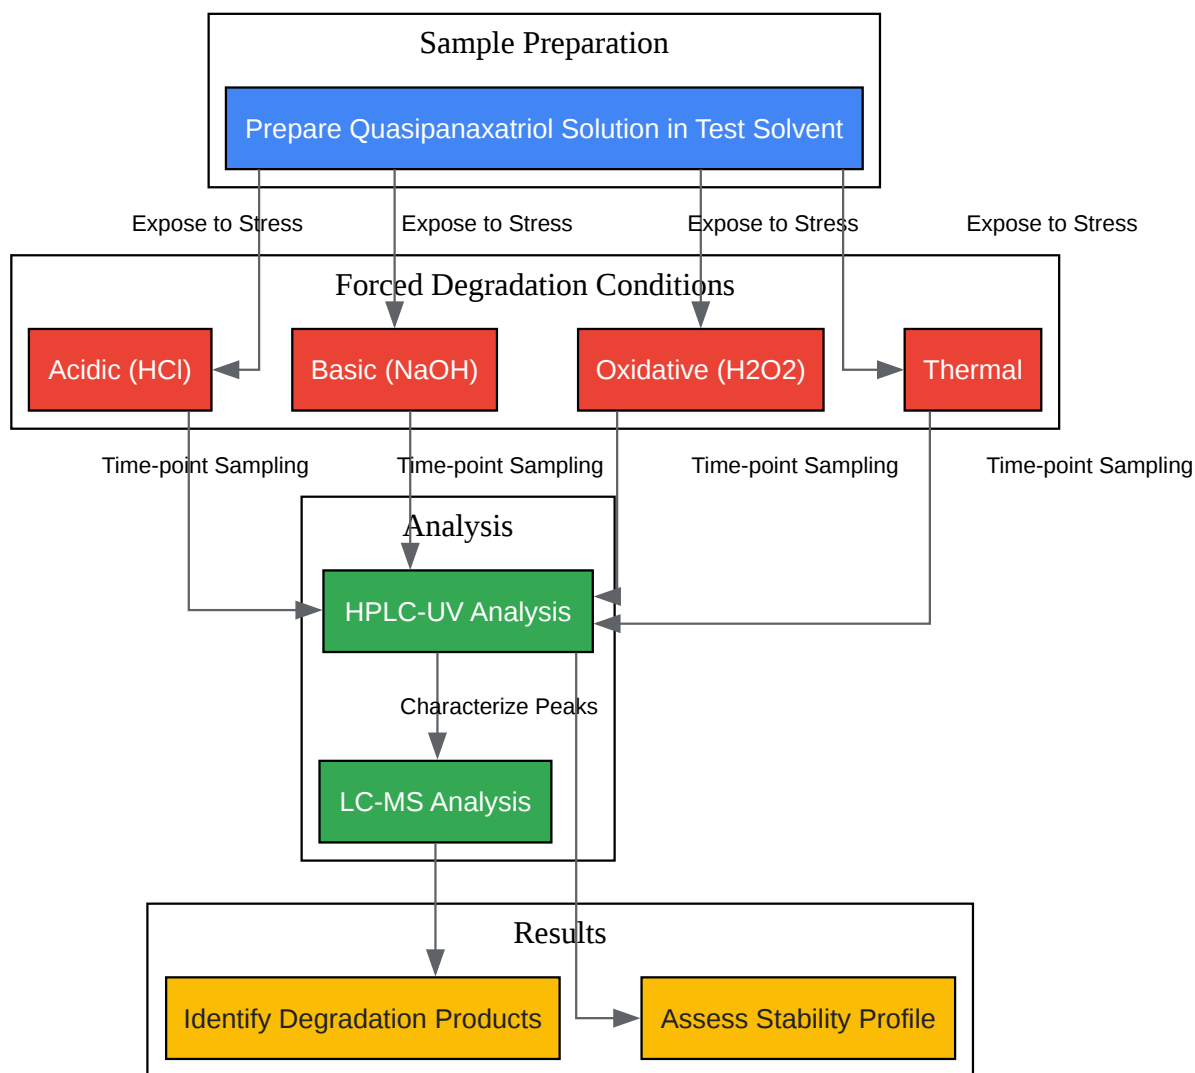 Sample Preparation
Prepare Quasipanaxatriol Solution in Test Solvent
Expose to Stress
Expose to Stress
Expose to Stress
Expose to Stress
Forced Degradation Conditions
Acidic (HCl)
Basic (NaOH)
Oxidative (H2O2)
Thermal
Time-point Sampling
Time-point Sampling
Time-point Sampling
Time-point Sampling
Analysis
HPLC-UV Analysis
Characterize Peaks
LC-MS Analysis
Results
Identify Degradation Products
Assess Stability Profile